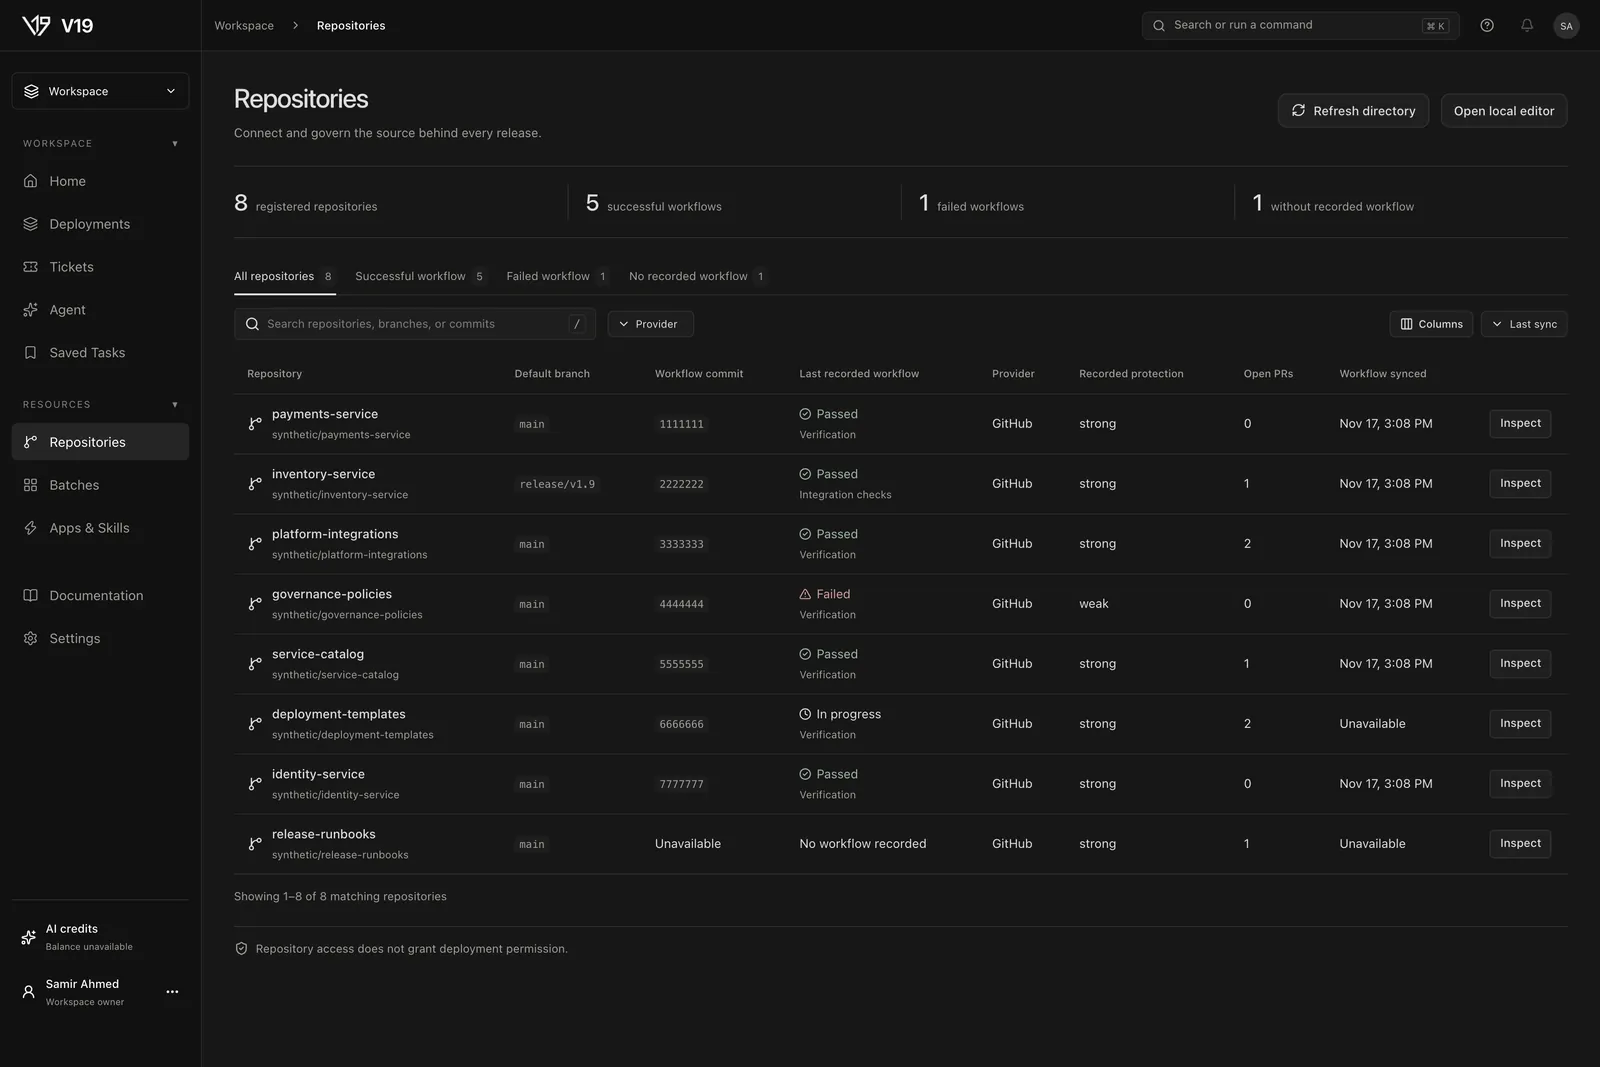 V19
Workspace > Repositories
Search or run a command ⌘ K
SA
Workspace
WORKSPACE
Home
Deployments
Tickets
Agent
Saved Tasks
RESOURCES
Repositories
Batches
Apps & Skills
Documentation
Settings
AI credits
Balance unavailable
Samir Ahmed
Workspace owner
Repositories
Connect and govern the source behind every release.
Refresh directory
Open local editor
8 registered repositories
5 successful workflows
1 failed workflows
1 without recorded workflow
All repositories 8 Successful workflow 5 Failed workflow 1 No recorded workflow 1
Search repositories, branches, or commits /
Provider
Columns
Last sync
Repository Default branch Workflow commit Last recorded workflow Provider Recorded protection Open PRs Workflow synced
payments-service
synthetic/payments-service
main 1111111
Passed
Verification
GitHub strong 0 Nov 17, 3:08 PM Inspect
inventory-service
synthetic/inventory-service
release/v1.9 2222222
Passed
Integration checks
GitHub strong 1 Nov 17, 3:08 PM Inspect
platform-integrations
synthetic/platform-integrations
main 3333333
Passed
Verification
GitHub strong 2 Nov 17, 3:08 PM Inspect
governance-policies
synthetic/governance-policies
main 4444444
Failed
Verification
GitHub weak 0 Nov 17, 3:08 PM Inspect
service-catalog
synthetic/service-catalog
main 5555555
Passed
Verification
GitHub strong 1 Nov 17, 3:08 PM Inspect
deployment-templates
synthetic/deployment-templates
main 6666666
In progress
Verification
GitHub strong 2 Unavailable Inspect
identity-service
synthetic/identity-service
main 7777777
Passed
Verification
GitHub strong 0 Nov 17, 3:08 PM Inspect
release-runbooks
synthetic/release-runbooks
main Unavailable No workflow recorded GitHub strong 1 Unavailable Inspect
Showing 1–8 of 8 matching repositories
Repository access does not grant deployment permission.